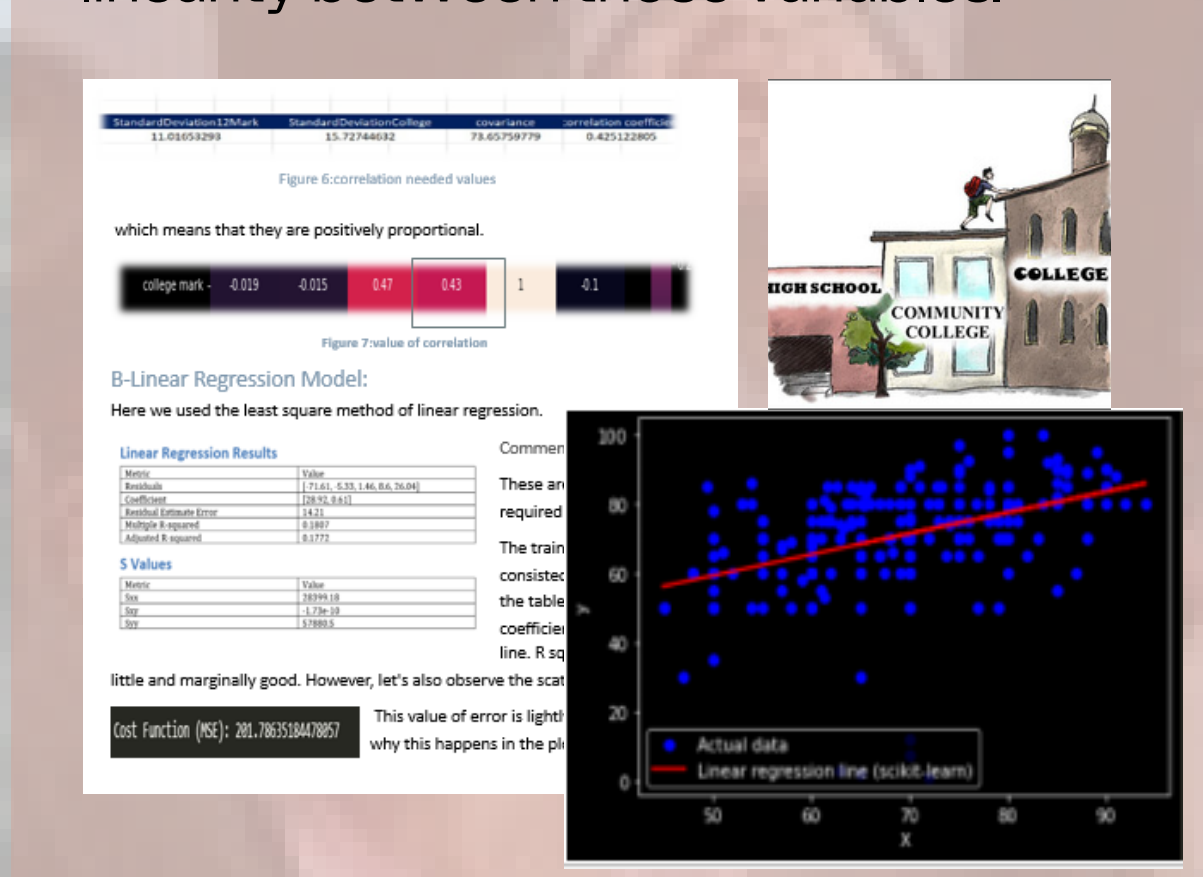 linearity between these variables.
StandardDeviation12Mark StandardDeviationCollege covariance correlation coefficie
11.01653293 15.72744632 73.65759779 0.425122805
Figure 6:correlation needed values
which means that they are positively proportional.
college mark - -0.019 -0.015 0.47 0.43 1 -0.1
Figure 7:value of correlation
B-Linear Regression Model:
Here we used the least square method of linear regression.
Linear Regression Results
Metric Value
Residuals [-71.61, -5.33, 1.46, 8.6, 26.04]
Coefficient [28.92, 0.61]
Residual Estimate Error 14.21
Multiple R-squared 0.1807
Adjusted R-squared 0.1772
S Values
Metric Value
Sxx 28399.18
Sxy -1.73e-10
Syy 57880.5
Commen
These are
required
The train
consisted
the table
coefficien
line. R sq
little and marginally good. However, let's also observe the scat
Cost Function (MSE): 201.78635184478057
This value of error is lightl
why this happens in the plo
HIGH SCHOOL
COMMUNITY
COLLEGE
COLLEGE
100
80
60
40
20
0
y
50 60 70 80 90
X
Actual data
Linear regression line (scikit-learn)